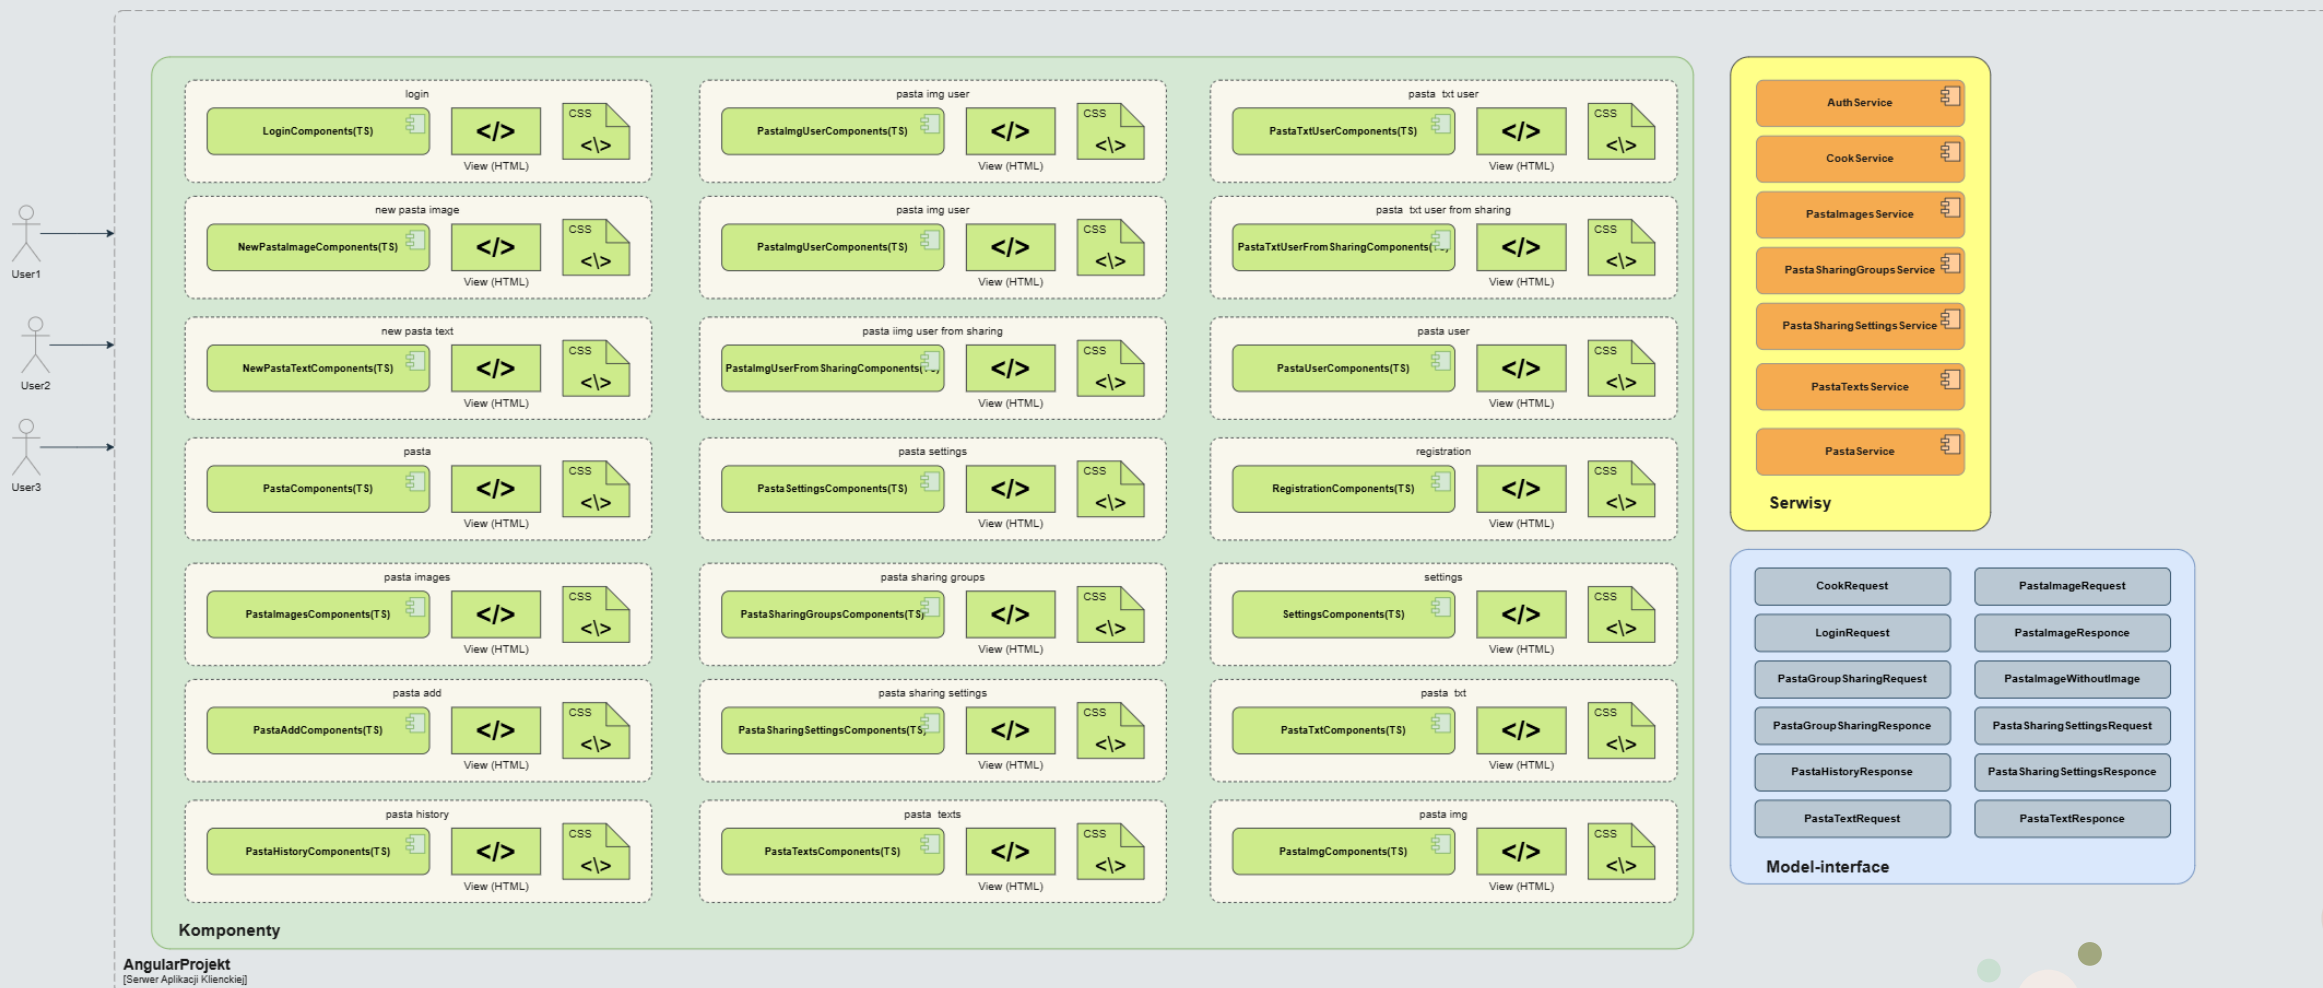 User1
User2
User3
login
LoginComponents(TS)
</>
View (HTML)
CSS
<\>
new pasta image
NewPastaImageComponents(TS)
</>
View (HTML)
CSS
<\>
new pasta text
NewPastaTextComponents(TS)
</>
View (HTML)
CSS
<\>
pasta
PastaComponents(TS)
</>
View (HTML)
CSS
<\>
pasta images
PastaImagesComponents(TS)
</>
View (HTML)
CSS
<\>
pasta add
PastaAddComponents(TS)
</>
View (HTML)
CSS
<\>
pasta history
PastaHistoryComponents(TS)
</>
View (HTML)
CSS
<\>
pasta img user
PastaImgUserComponents(TS)
</>
View (HTML)
CSS
<\>
pasta img user
PastaImgUserComponents(TS)
</>
View (HTML)
CSS
<\>
pasta iimg user from sharing
PastaImgUserFromSharingComponents(TS)
</>
View (HTML)
CSS
<\>
pasta settings
PastaSettingsComponents(TS)
</>
View (HTML)
CSS
<\>
pasta sharing groups
PastaSharingGroupsComponents(TS)
</>
View (HTML)
CSS
<\>
pasta sharing settings
PastaSharingSettingsComponents(TS)
</>
View (HTML)
CSS
<\>
pasta texts
PastaTextsComponents(TS)
</>
View (HTML)
CSS
<\>
pasta txt user
PastaTxtUserComponents(TS)
</>
View (HTML)
CSS
<\>
pasta txt user from sharing
PastaTxtUserFromSharingComponents(TS)
</>
View (HTML)
CSS
<\>
pasta user
PastaUserComponents(TS)
</>
View (HTML)
CSS
<\>
registration
RegistrationComponents(TS)
</>
View (HTML)
CSS
<\>
settings
SettingsComponents(TS)
</>
View (HTML)
CSS
<\>
pasta txt
PastaTxtComponents(TS)
</>
View (HTML)
CSS
<\>
pasta img
PastaImgComponents(TS)
</>
View (HTML)
CSS
<\>
Komponenty
AngularProjekt
[Serwer Aplikacji Klienckiej]
AuthService
CookService
PastaImagesService
PastaSharingGroupsService
PastaSharingSettingsService
PastaTextsService
PastaService
Serwisy
CookRequest
LoginRequest
PastaGroupSharingRequest
PastaGroupSharingResponce
PastaHistoryResponse
PastaTextRequest
PastaImageRequest
PastaImageResponce
PastaImageWithoutImage
PastaSharingSettingsRequest
PastaSharingSettingsResponce
PastaTextResponce
Model-interface